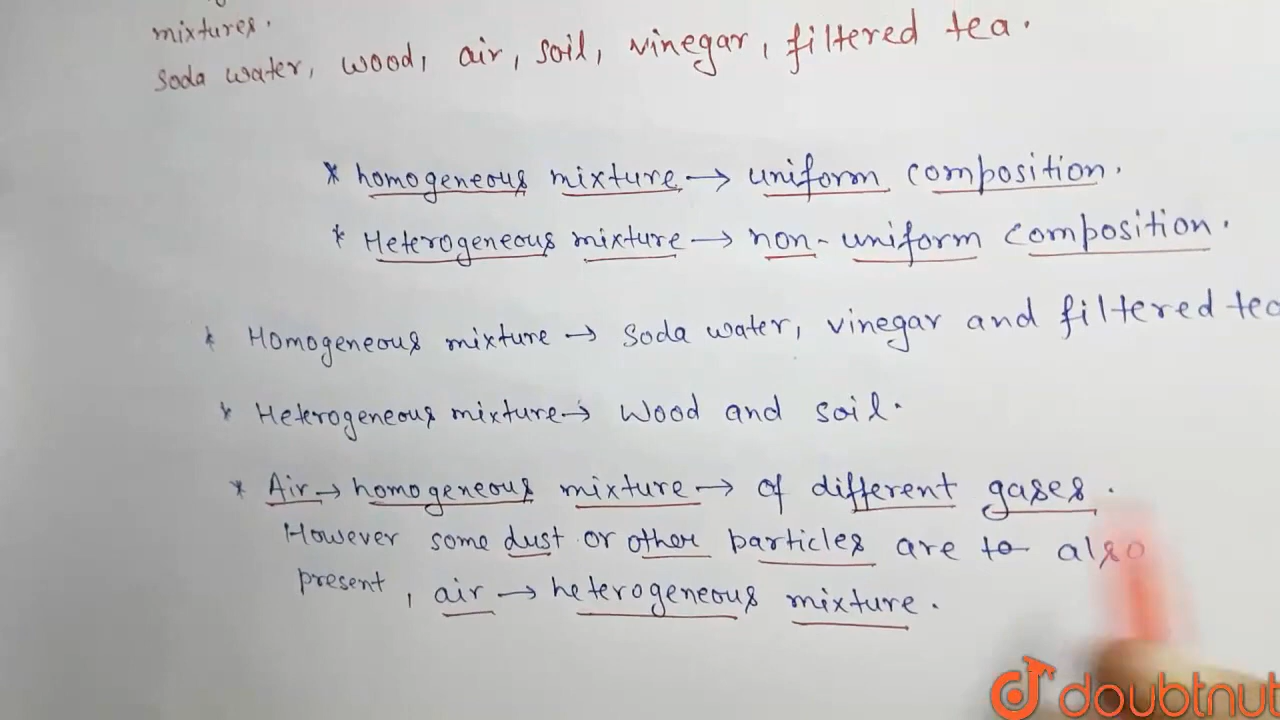 mixtures.
Soda water, wood, air, soil, vinegar, filtered tea.
* homogeneous mixture → uniform composition.
* Heterogeneous mixture → non-uniform composition.
* Homogeneous mixture → Soda water, vinegar and filtered tea
* Heterogeneous mixture → Wood and soil.
* Air → homogeneous mixture → of different gases.
However some dust or other particles are to also
present, air → heterogeneous mixture.
doubtnut